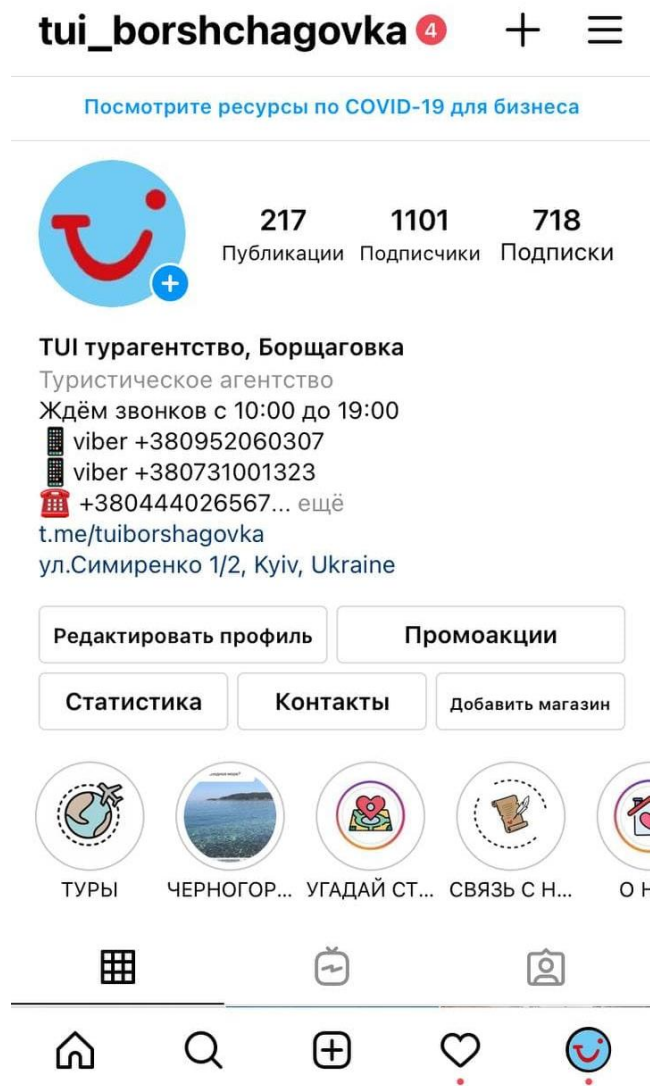 tui_borshchagovka 4
Посмотрите ресурсы по COVID-19 для бизнеса
217 1101 718
Публикации Подписчики Подписки
TUI турагентство, Борщаговка
Туристическое агентство
Ждём звонков с 10:00 до 19:00
viber +380952060307
viber +380731001323
+380444026567... ещё
t.me/tuiborshagovka
ул.Симиренко 1/2, Kyiv, Ukraine
Редактировать профиль Промоакции
Статистика Контакты Добавить магазин
ТУРЫ ЧЕРНОГОР... УГАДАЙ СТ... СВЯЗЬ С Н... О Н